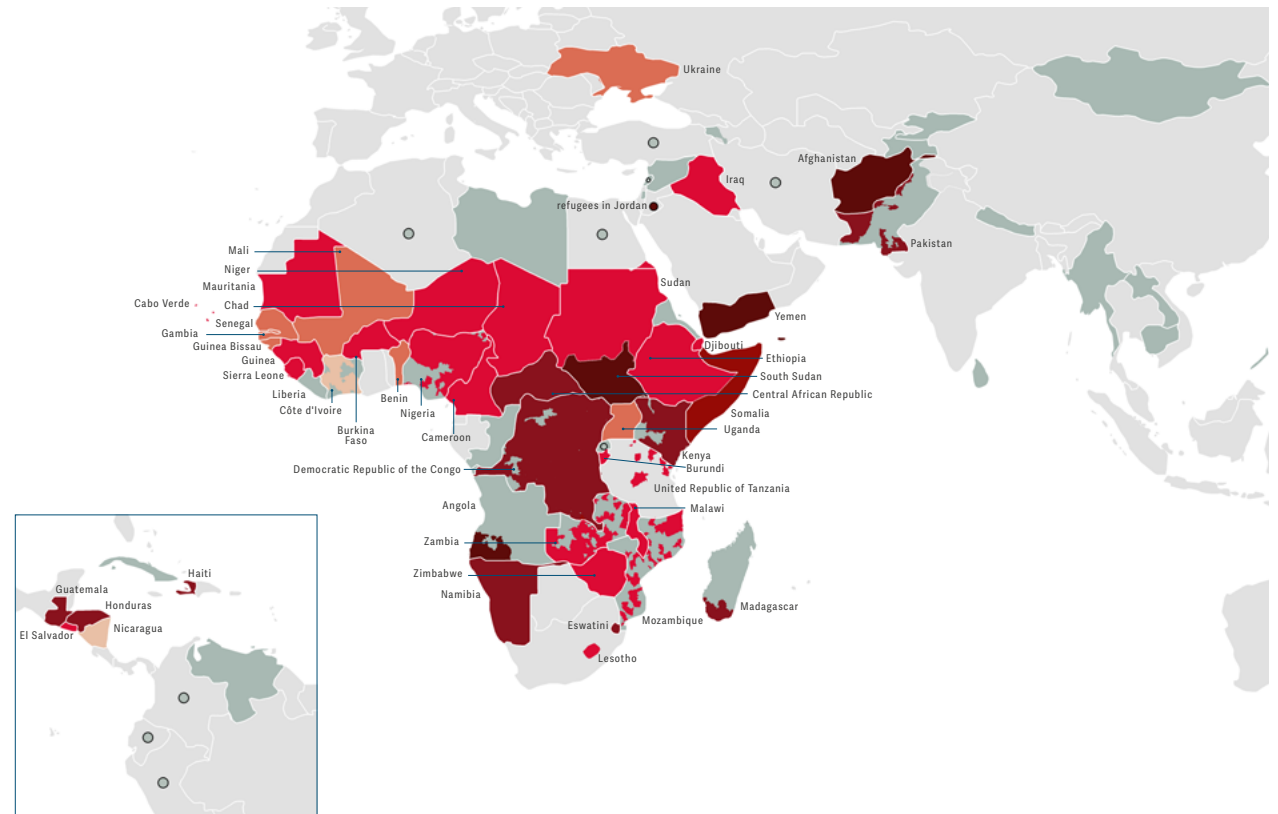 Ukraine
Afghanistan
Iraq
refugees in Jordan
Pakistan
Mali
Niger
Mauritania
Cabo Verde
Chad
Senegal
Gambia
Guinea Bissau
Guinea
Sierra Leone
Liberia
Côte d'Ivoire
Burkina
Faso
Benin
Nigeria
Cameroon
Sudan
Yemen
Djibouti
Ethiopia
South Sudan
Central African Republic
Somalia
Uganda
Kenya
Burundi
Democratic Republic of the Congo
United Republic of Tanzania
Angola
Malawi
Zambia
Zimbabwe
Namibia
Madagascar
Eswatini
Mozambique
Lesotho
Haiti
Guatemala
Honduras
Nicaragua
El Salvador